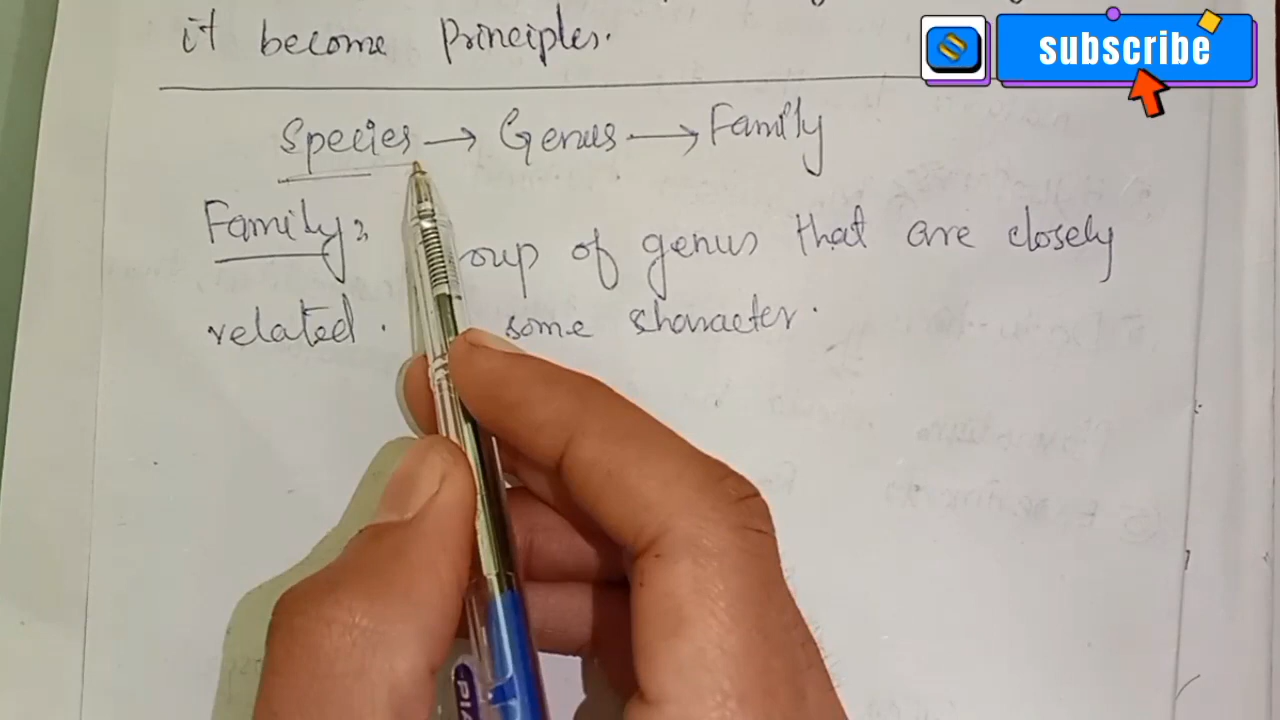 it become Principles.
subscribe
Species → Genus → Family
Family: oup of genus that are closely
related. some character.